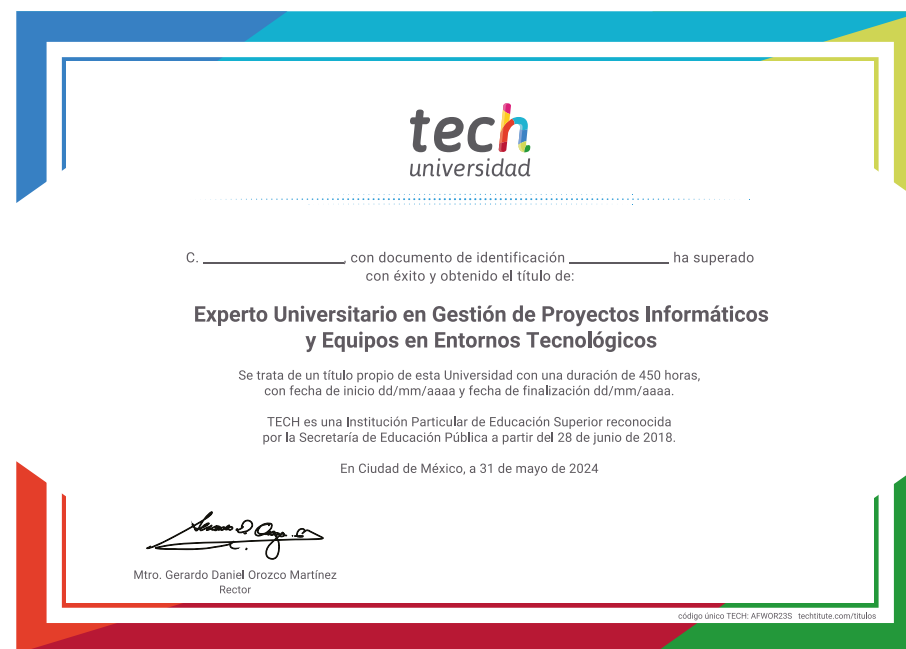 tech
universidad
C. ____________, con documento de identificación ____________ ha superado
con éxito y obtenido el título de:
Experto Universitario en Gestión de Proyectos Informáticos
y Equipos en Entornos Tecnológicos
Se trata de un título propio de esta Universidad con una duración de 450 horas,
con fecha de inicio dd/mm/aaaa y fecha de finalización dd/mm/aaaa.
TECH es una Institución Particular de Educación Superior reconocida
por la Secretaría de Educación Pública a partir del 28 de junio de 2018.
En Ciudad de México, a 31 de mayo de 2024
Mtro. Gerardo Daniel Orozco Martínez
Rector
código único TECH: AFWOR23S techtitute.com/titulos